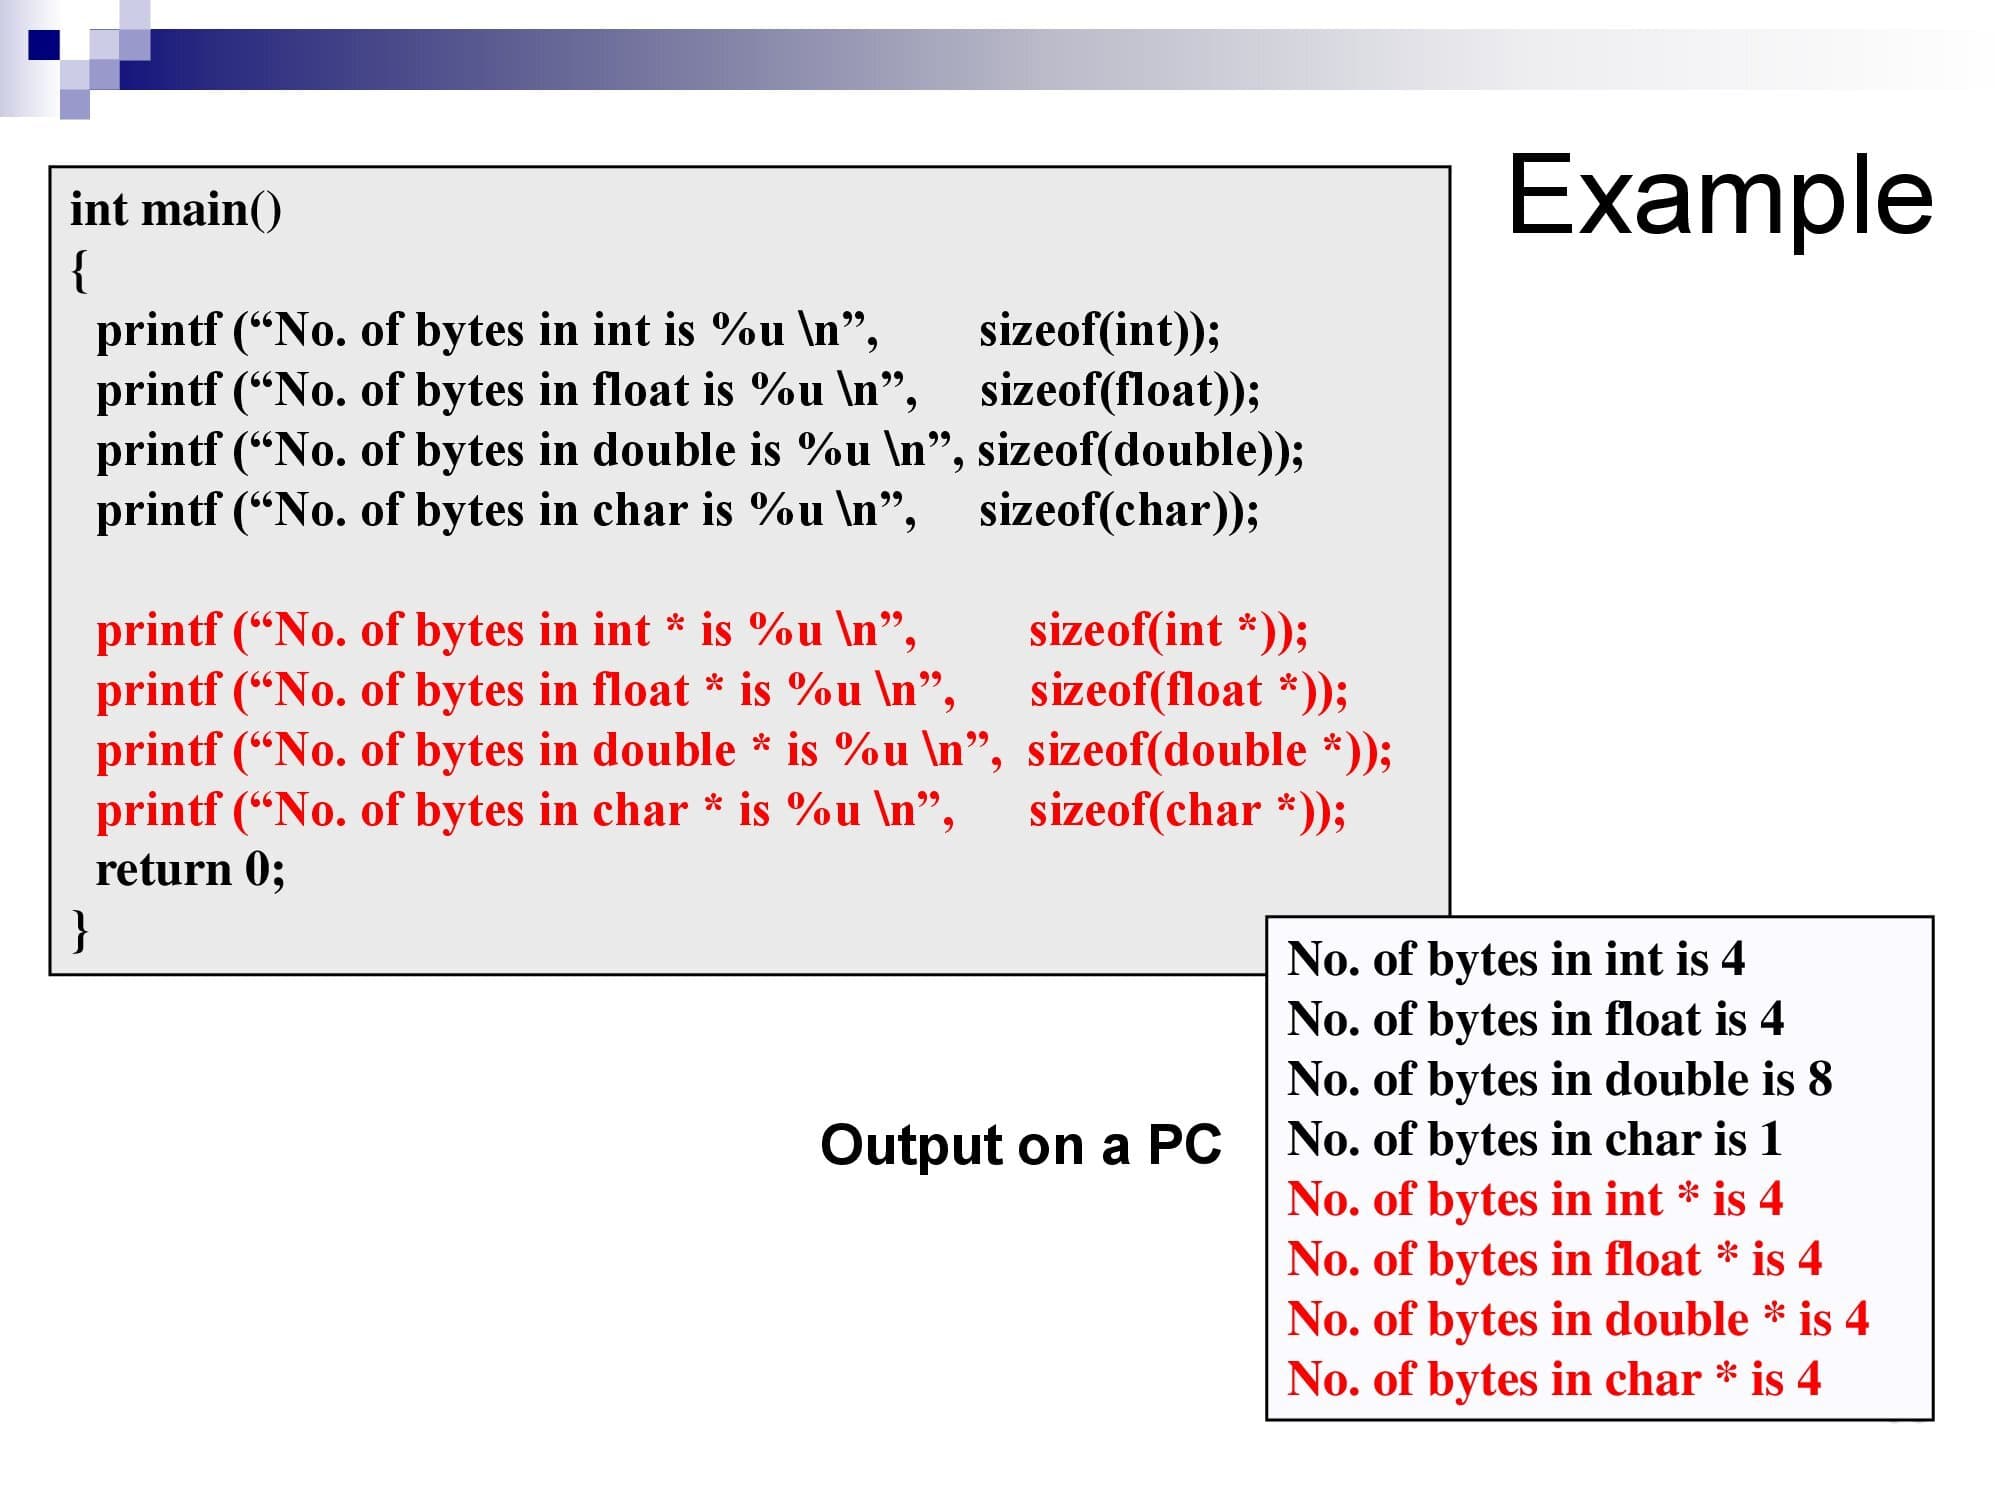 Example
int main()
{
printf (“No. of bytes in int is %u \n”, sizeof(int));
printf (“No. of bytes in float is %u \n”, sizeof(float));
printf (“No. of bytes in double is %u \n”, sizeof(double));
printf (“No. of bytes in char is %u \n”, sizeof(char));
printf (“No. of bytes in int * is %u \n”, sizeof(int *));
printf (“No. of bytes in float * is %u \n”, sizeof(float *));
printf (“No. of bytes in double * is %u \n”, sizeof(double *));
printf (“No. of bytes in char * is %u \n”, sizeof(char *));
return 0;
}
Output on a PC
No. of bytes in int is 4
No. of bytes in float is 4
No. of bytes in double is 8
No. of bytes in char is 1
No. of bytes in int * is 4
No. of bytes in float * is 4
No. of bytes in double * is 4
No. of bytes in char * is 4